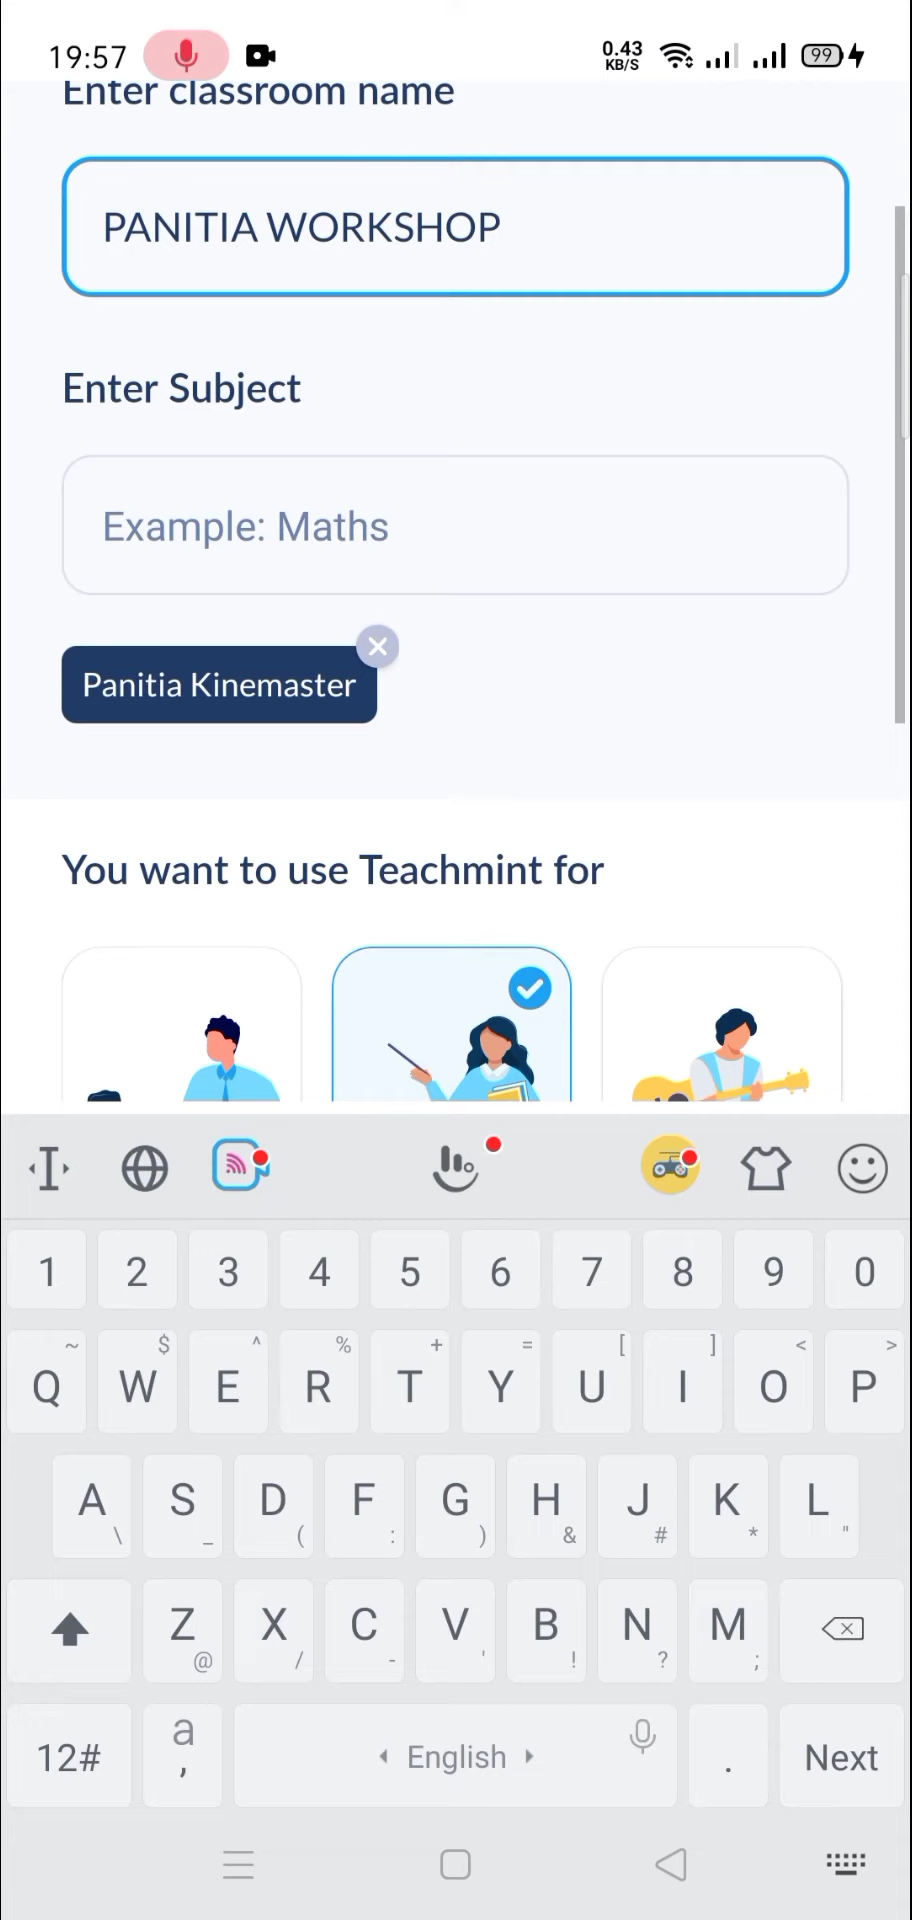 19:57
0.43
KB/S
99
Enter classroom name
PANITIA WORKSHOP
Enter Subject
Example: Maths
Panitia Kinemaster
You want to use Teachmint for
1 2 3 4 5 6 7 8 9 0
~ $ ^ % + = [ ] < >
Q W E R T Y U I O P
A S D F G H J K L
\ _ ( : ) & # * "
Z X C V B N M
@ / - ' ! ? ;
12# a , English . Next